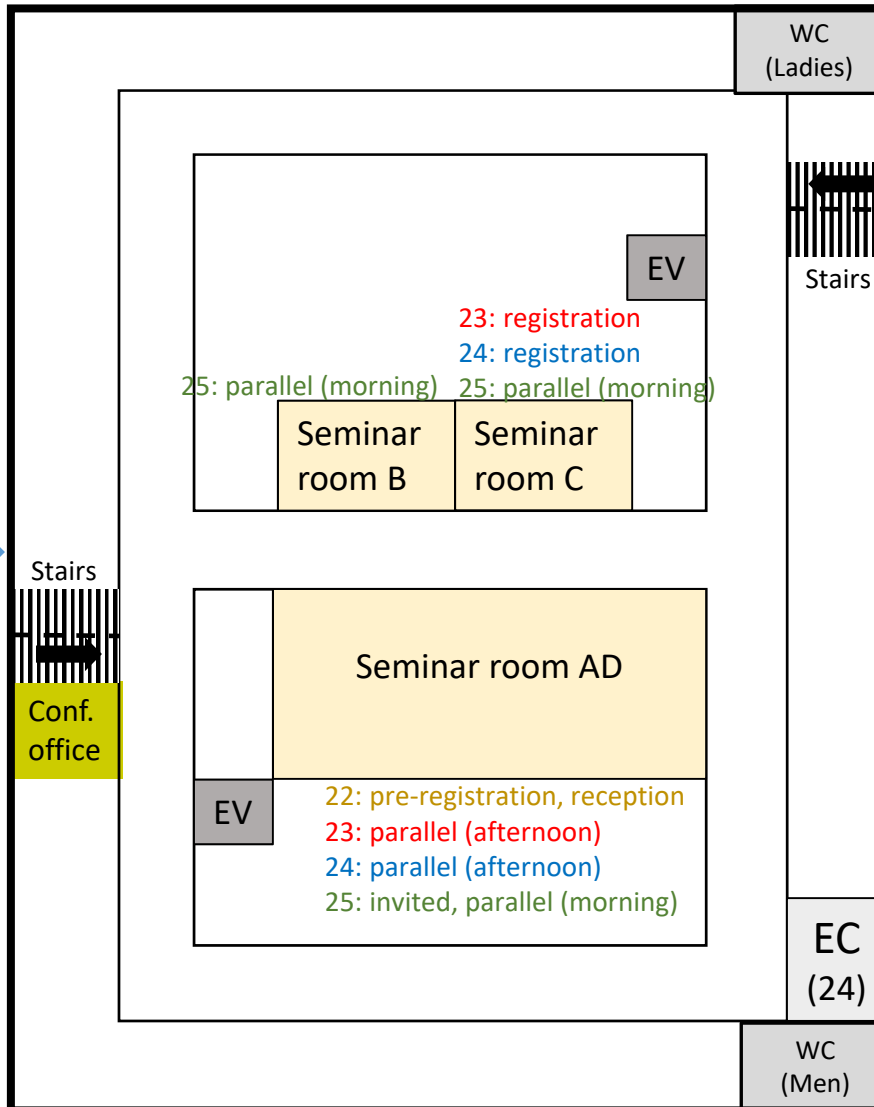 WC
(Ladies)
EV
Stairs
23: registration
24: registration
25: parallel (morning)
25: parallel (morning)
Seminar
room B
Seminar
room C
Stairs
Seminar room AD
Conf.
office
EV
22: pre-registration, reception
23: parallel (afternoon)
24: parallel (afternoon)
25: invited, parallel (morning)
EC
(24)
WC
(Men)